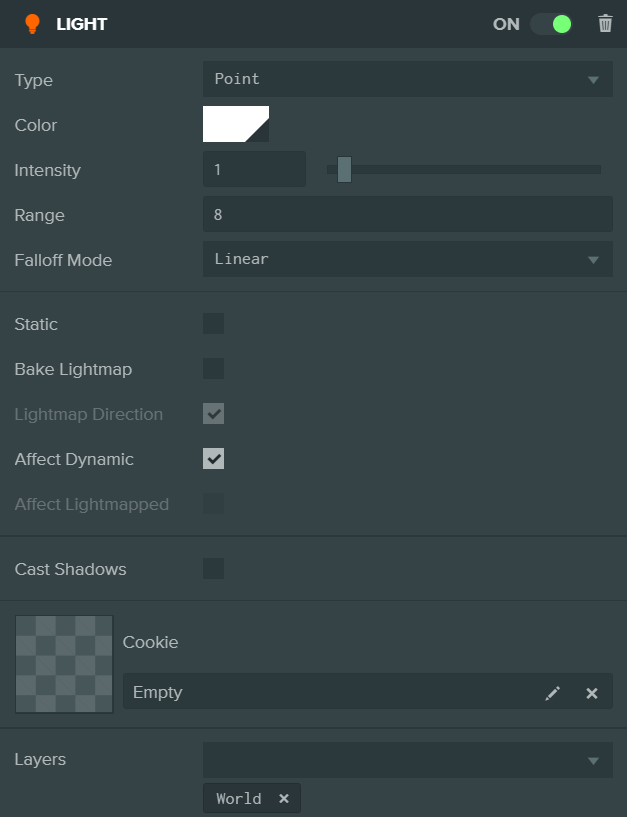 LIGHT ON
Type Point
Color
Intensity 1
Range 8
Falloff Mode Linear
Static
Bake Lightmap
Lightmap Direction
Affect Dynamic
Affect Lightmapped
Cast Shadows
Cookie
Empty
Layers
World